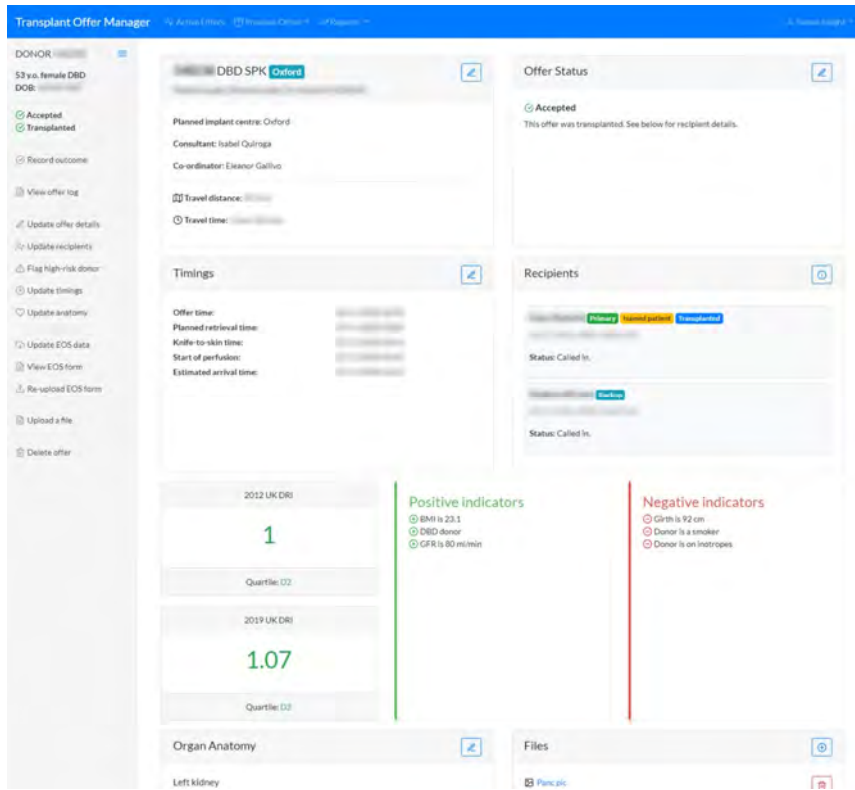 Transplant Offer Manager
Active Offers
Previous Offers
Reports
DONOR
53 y.o. female DBD
DOB:
Accepted
Transplanted
Record outcome
View offer log
Update offer details
Update recipients
Flag high-risk donor
Update timings
Update anatomy
Update EOS data
View EOS form
Re-upload EOS form
Upload a file
Delete offer
DBD SPK Oxford
Planned implant centre: Oxford
Consultant: Isabel Quiroga
Co-ordinator: Eleanor Gallivo
Travel distance:
Travel time:
Offer Status
Accepted
This offer was transplanted. See below for recipient details.
Timings
Offer time:
Planned retrieval time:
Knife-to-skin time:
Start of perfusion:
Estimated arrival time:
Recipients
Primary Named patient Transplanted
Status: Called in.
Backup
Status: Called in.
2012 UK DRI
1
Quartile: D2
2019 UK DRI
1.07
Quartile:
Positive indicators
BMI is 23.1
DBD donor
GFR is 80 ml/min
Negative indicators
Girth is 92 cm
Donor is a smoker
Donor is on inotropes
Organ Anatomy
Left kidney
Files
Panc pic